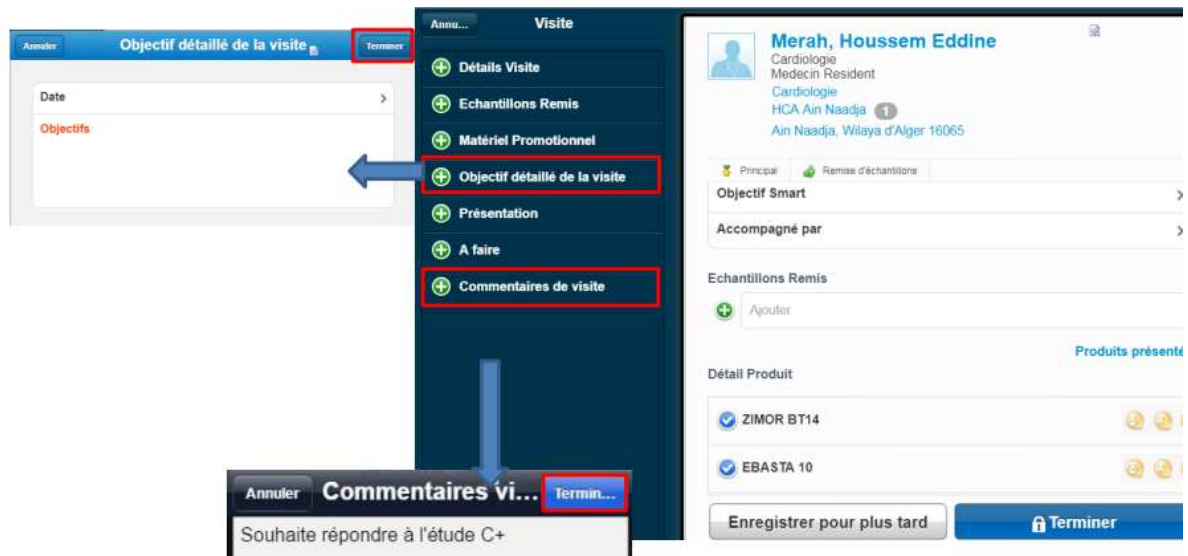 Annuler
Objectif détaillé de la visite
Terminer
Date
Objectifs
Annu...
Visite
Détails Visite
Echantillons Remis
Matériel Promotionnel
Objectif détaillé de la visite
Présentation
A faire
Commentaires de visite
Merah, Houssem Eddine
Cardiologie
Medecin Resident
Cardiologie
HCA Ain Naadja 1
Ain Naadja, Wilaya d'Alger 16065
Principal
Remise d'échantillons
Objectif Smart
Accompagné par
Echantillons Remis
Ajouter
Produits présenté
Détail Produit
ZIMOR BT14
EBASTA 10
Enregistrer pour plus tard
Terminer
Annuler
Commentaires vi...
Termin...
Souhaite répondre à l'étude C+